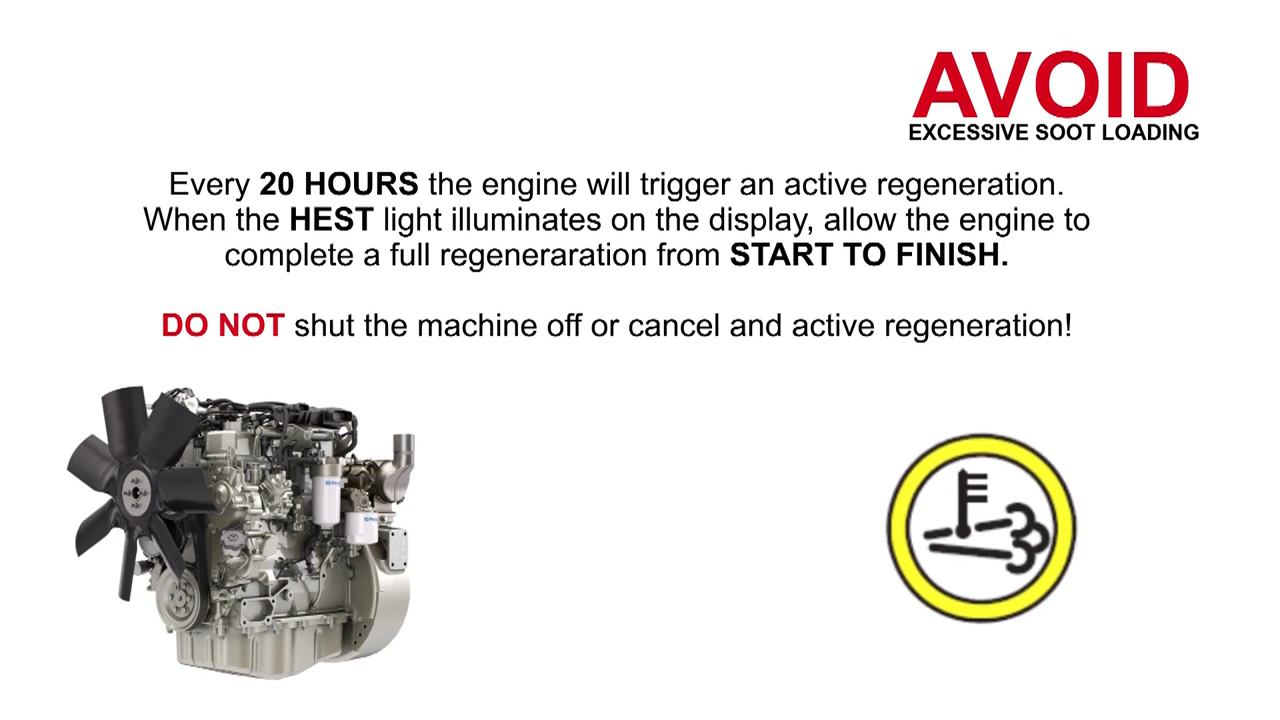 AVOID
EXCESSIVE SOOT LOADING
Every 20 HOURS the engine will trigger an active regeneration.
When the HEST light illuminates on the display, allow the engine to
complete a full regeneraration from START TO FINISH.
DO NOT shut the machine off or cancel and active regeneration!